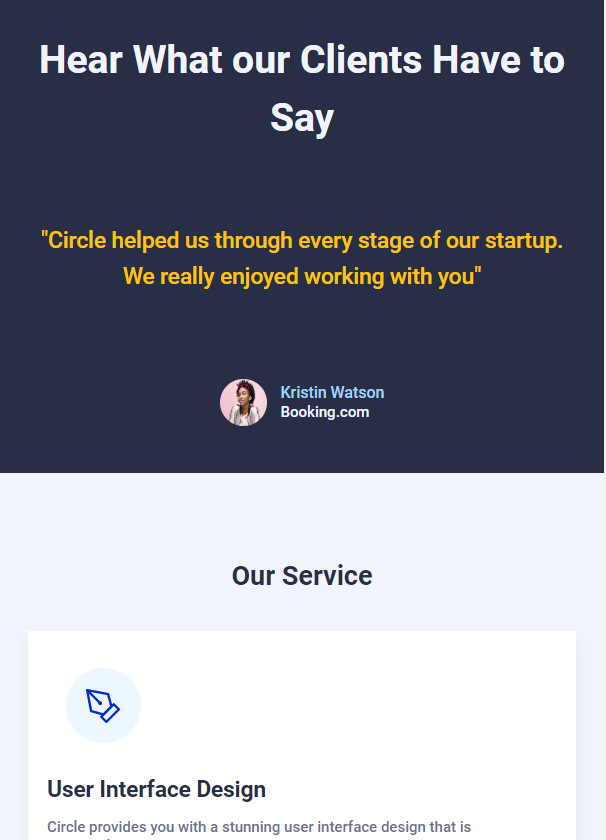 Hear What our Clients Have to
Say
"Circle helped us through every stage of our startup.
We really enjoyed working with you"
Kristin Watson
Booking.com
Our Service
User Interface Design
Circle provides you with a stunning user interface design that is